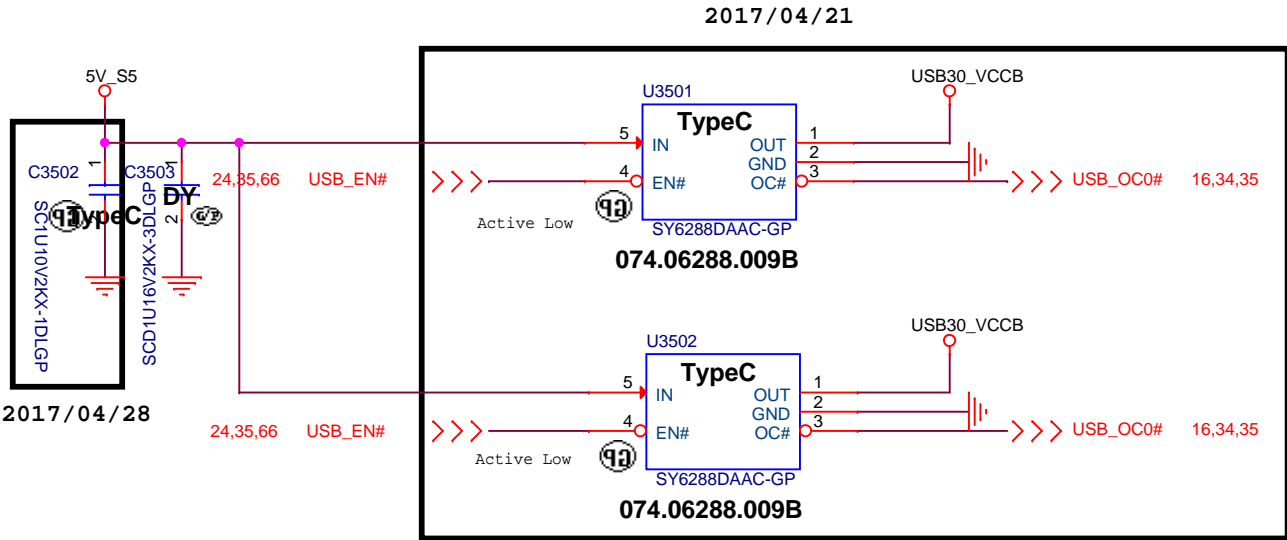 2017/04/21
5V_S5
USB30_VCCB
U3501
TypeC
5
IN
OUT
1
GND
2
4
EN#
OC#
3
C3502
1
C3503
1
24,35,66
USB_EN#
USB_OC0#
16,34,35
TypeC
DY
2
GP
SC1U10V2KX-1DLGP
SCD1U16V2KX-3DLGP
Active Low
GP
SY6288DAAC-GP
074.06288.009B
2017/04/28
USB30_VCCB
U3502
TypeC
5
IN
OUT
1
GND
2
4
EN#
OC#
3
24,35,66
USB_EN#
USB_OC0#
16,34,35
Active Low
GP
SY6288DAAC-GP
074.06288.009B